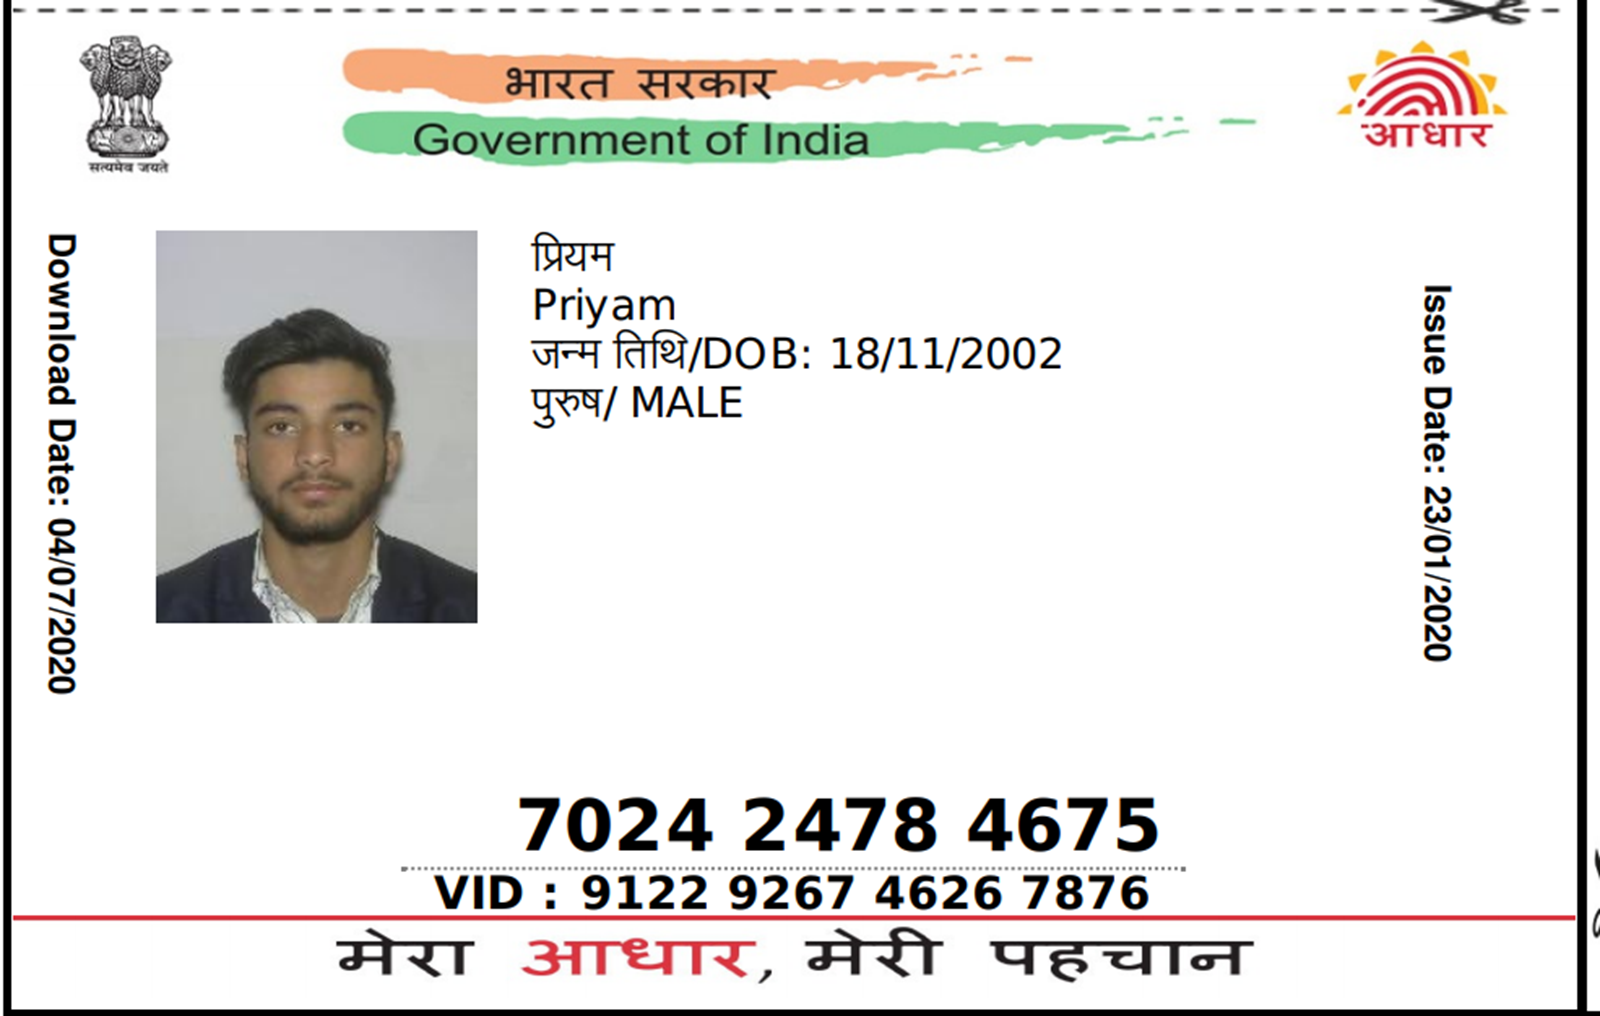 भारत सरकार
Government of India
सत्यमेव जयते
आधार
Download Date: 04/07/2020
प्रियम
Priyam
जन्म तिथि/DOB: 18/11/2002
पुरुष/ MALE
Issue Date: 23/01/2020
7024 2478 4675
VID : 9122 9267 4626 7876
मेरा आधार, मेरी पहचान